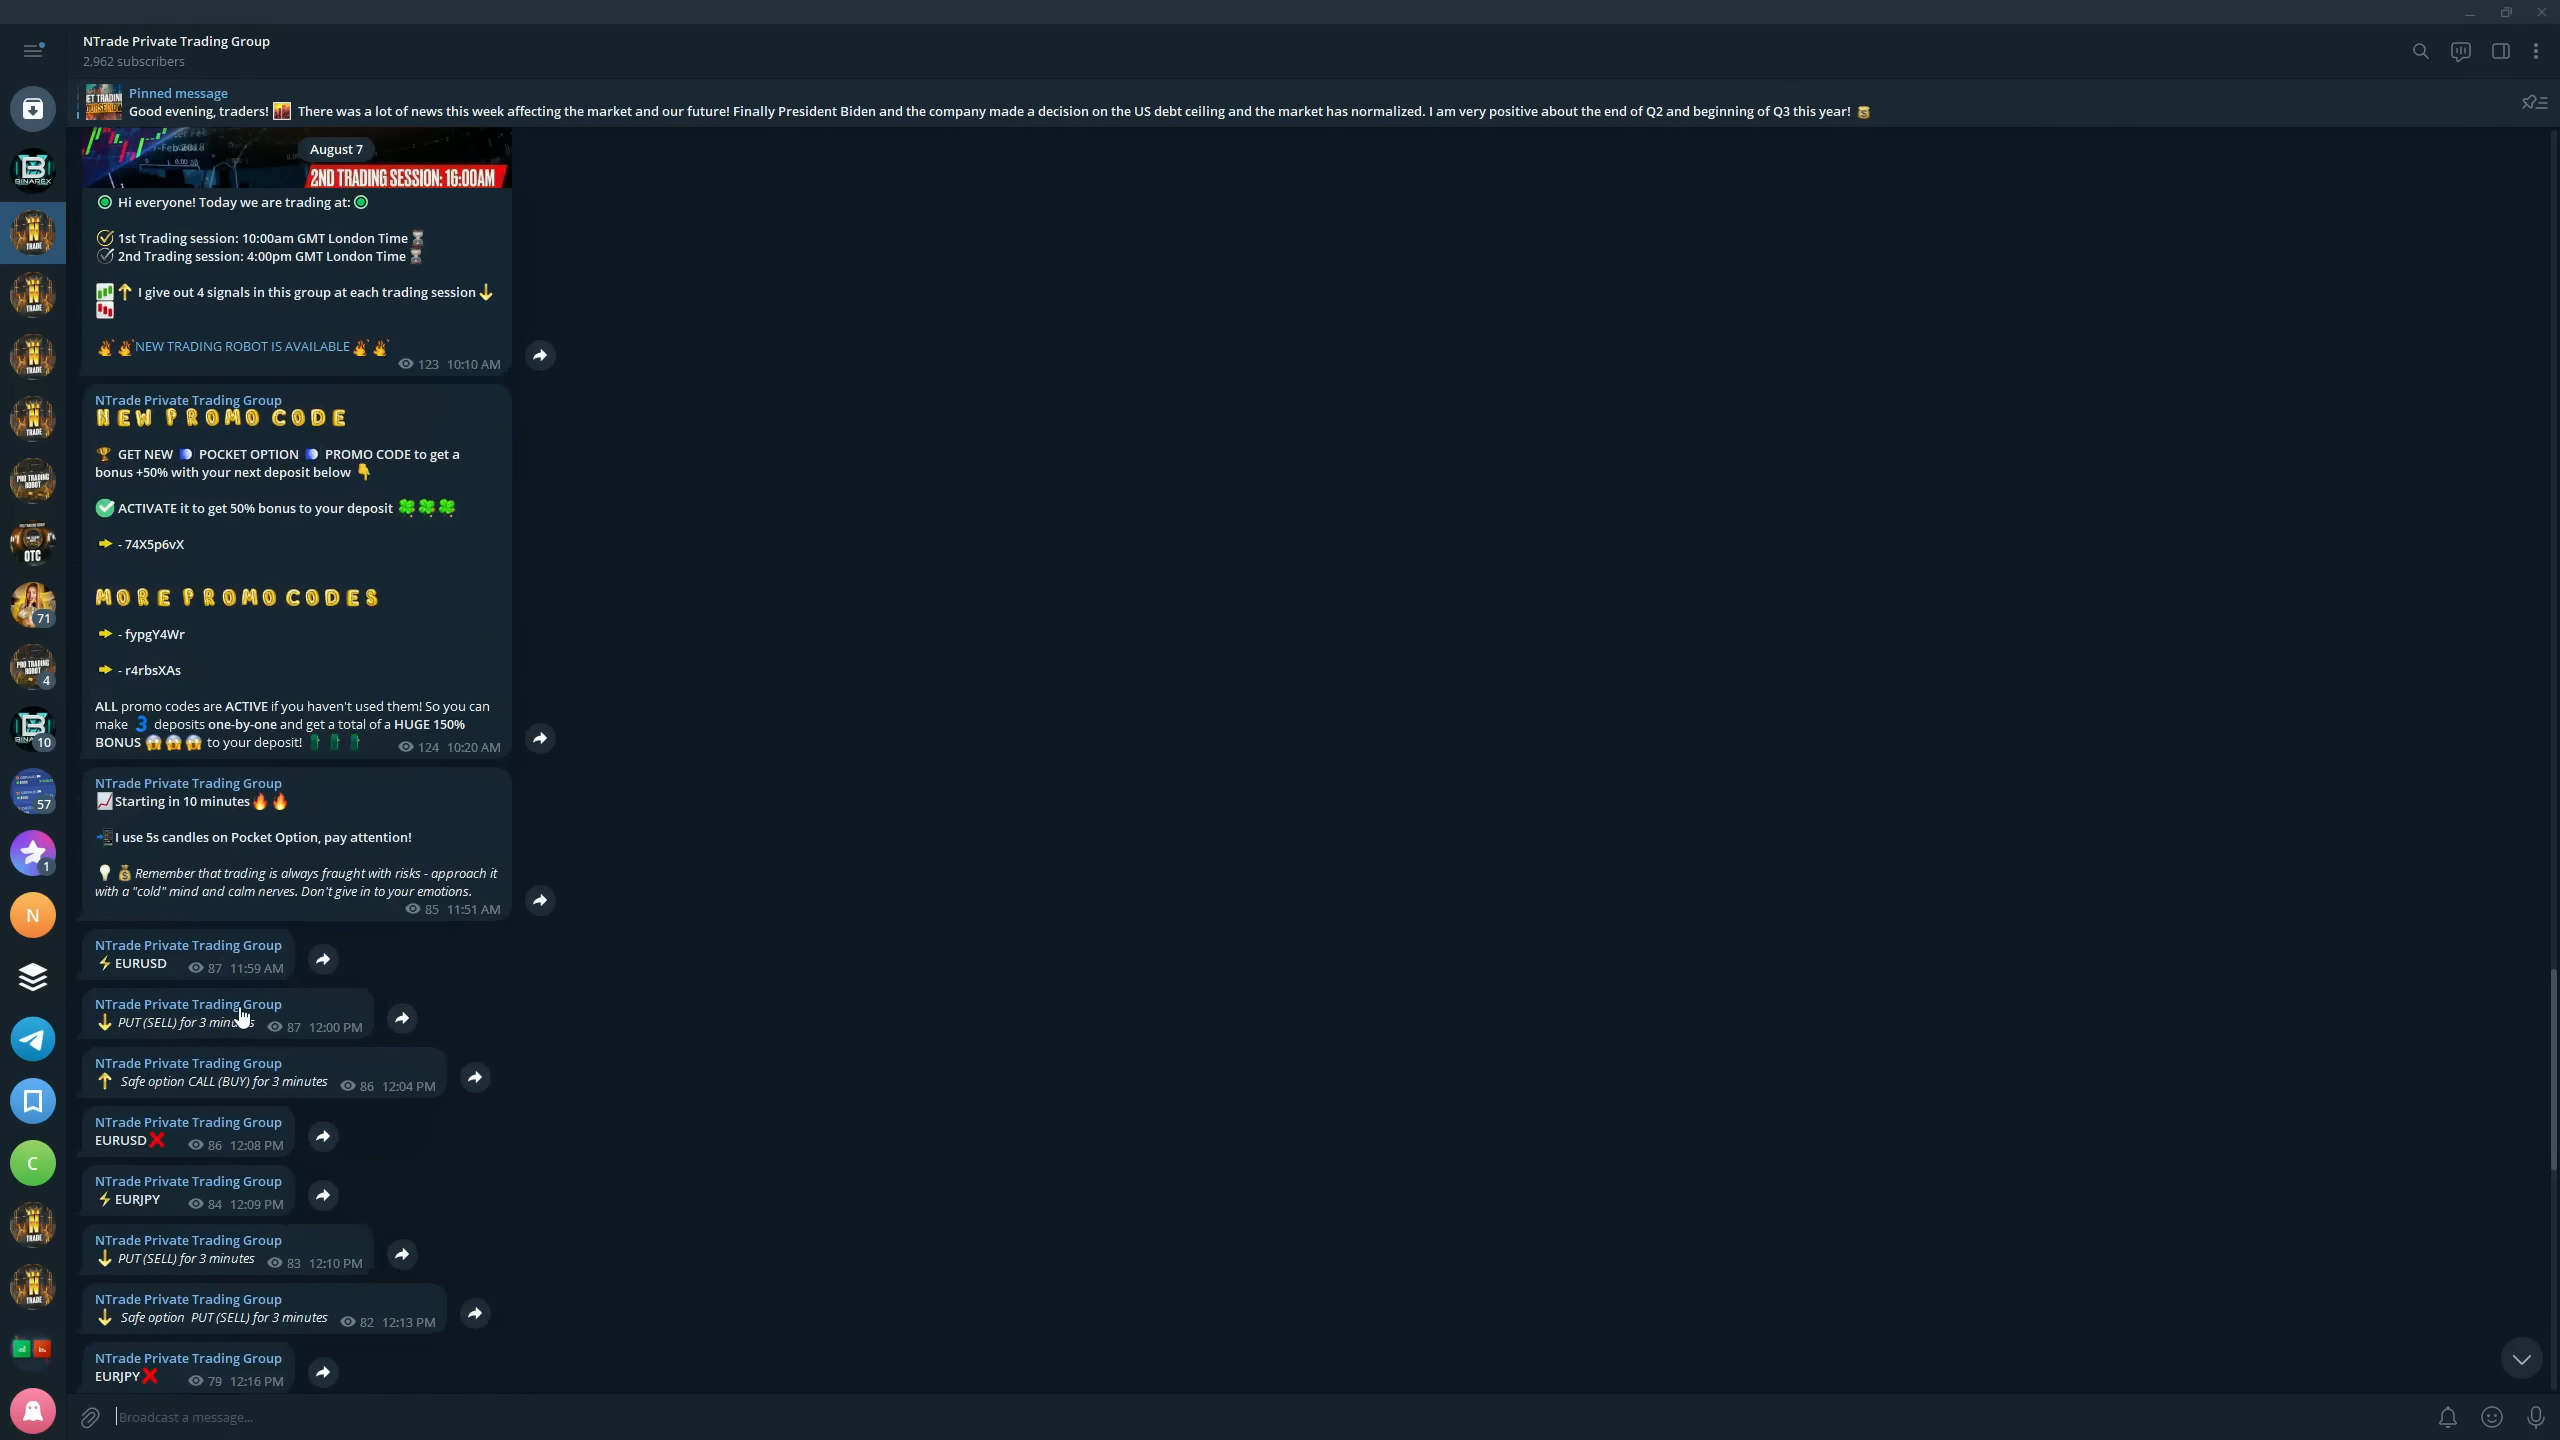 NTrade Private Trading Group
2,962 subscribers
Pinned message
Good evening, traders! There was a lot of news this week affecting the market and our future! Finally President Biden and the company made a decision on the US debt ceiling and the market has normalized. I am very positive about the end of Q2 and beginning of Q3 this year!
August 7
2ND TRADING SESSION: 16:00AM
Hi everyone! Today we are trading at:
1st Trading session: 10:00am GMT London Time
2nd Trading session: 4:00pm GMT London Time
I give out 4 signals in this group at each trading session
NEW TRADING ROBOT IS AVAILABLE
123 10:10 AM
NTrade Private Trading Group
NEW PROMO CODE
GET NEW POCKET OPTION PROMO CODE to get a
bonus +50% with your next deposit below
ACTIVATE it to get 50% bonus to your deposit
- 74X5p6vX
MORE PROMO CODES
- fypgY4Wr
- r4rbsXAs
ALL promo codes are ACTIVE if you haven't used them! So you can
make 3 deposits one-by-one and get a total of a HUGE 150%
BONUS to your deposit! 124 10:20 AM
NTrade Private Trading Group
Starting in 10 minutes
I use 5s candles on Pocket Option, pay attention!
Remember that trading is always fraught with risks - approach it
with a "cold" mind and calm nerves. Don't give in to your emotions.
85 11:51 AM
NTrade Private Trading Group
EURUSD 87 11:59 AM
NTrade Private Trading Group
PUT (SELL) for 3 minutes 87 12:00 PM
NTrade Private Trading Group
Safe option CALL (BUY) for 3 minutes 86 12:04 PM
NTrade Private Trading Group
EURUSD 86 12:08 PM
NTrade Private Trading Group
EURJPY 84 12:09 PM
NTrade Private Trading Group
PUT (SELL) for 3 minutes 83 12:10 PM
NTrade Private Trading Group
Safe option PUT (SELL) for 3 minutes 82 12:13 PM
NTrade Private Trading Group
EURJPY 79 12:16 PM
Broadcast a message...
BINAREX
N TRADE
N TRADE
N TRADE
N TRADE
PRO TRADING ROBOT
OTC
71
PRO TRADING ROBOT
4
10
57
1
N
C
N TRADE
N TRADE